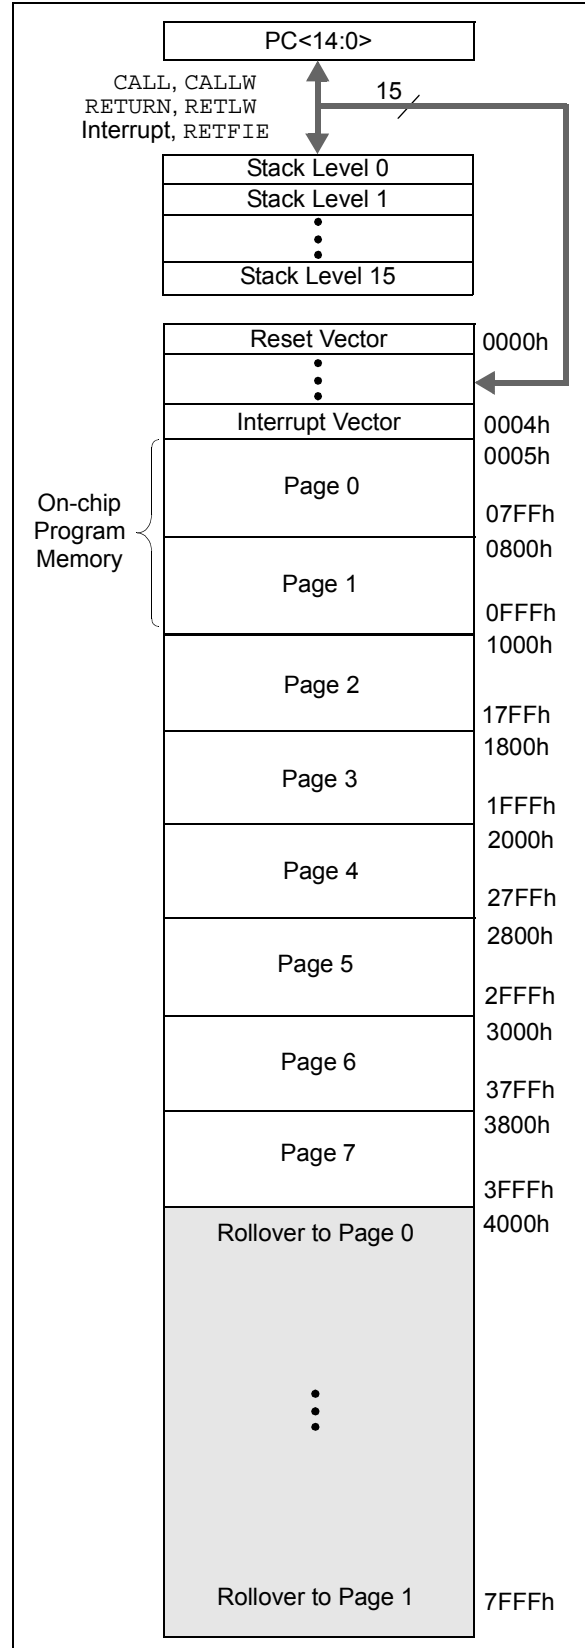 PC<14:0>
CALL, CALLW
RETURN, RETLW
Interrupt, RETFIE
15
Stack Level 0
Stack Level 1
Stack Level 15
Reset Vector
0000h
Interrupt Vector
0004h
0005h
On-chip
Program
Memory
Page 0
07FFh
0800h
Page 1
0FFFh
1000h
Page 2
17FFh
1800h
Page 3
1FFFh
2000h
Page 4
27FFh
2800h
Page 5
2FFFh
3000h
Page 6
37FFh
3800h
Page 7
3FFFh
4000h
Rollover to Page 0
Rollover to Page 1
7FFFh